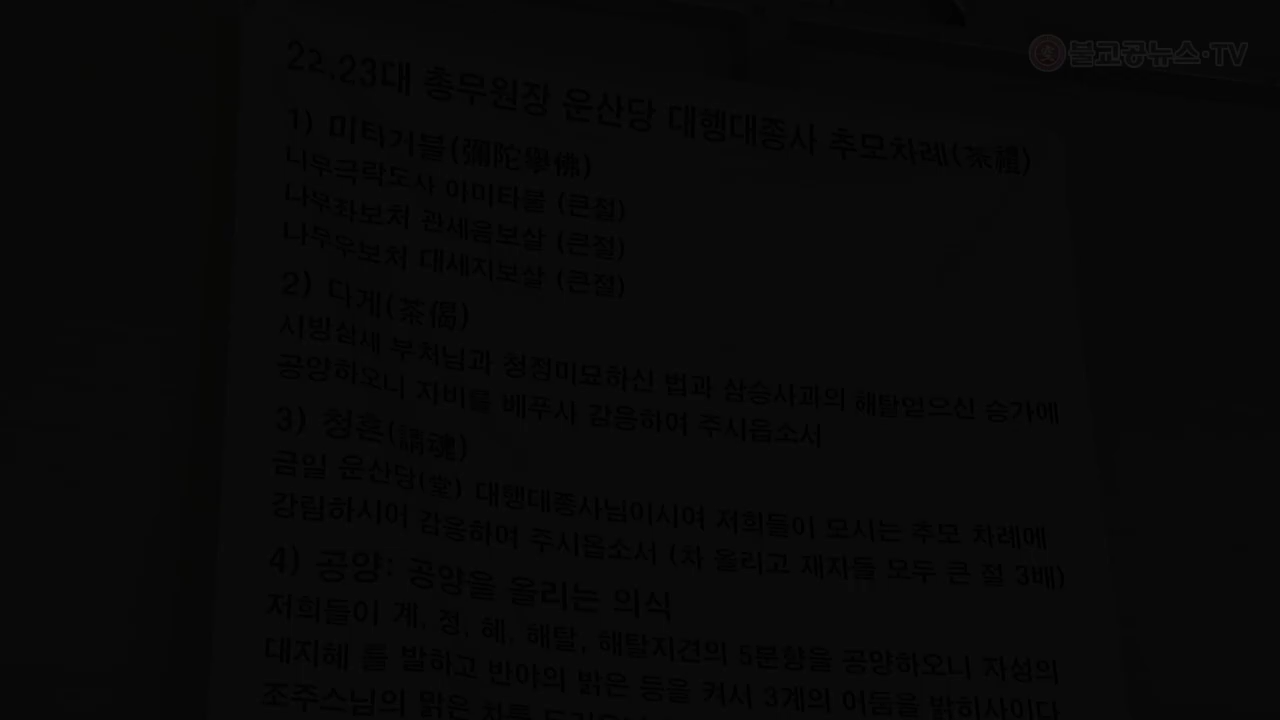 불교공뉴스·TV
22.23대 총무원장 운산당 대행대종사 추모차례(茶禮)
1) 미타거불(彌陀擧佛)
나무극락도사 아미타불 (큰절)
나무좌보처 관세음보살 (큰절)
나무우보처 대세지보살 (큰절)
2) 다게(茶偈)
시방삼세 부처님과 청정미묘하신 법과 삼승사과의 해탈얻으신 승가에
공양하오니 자비를 베푸사 감응하여 주시옵소서
3) 청혼(請魂)
금일 운산당(堂) 대행대종사님이시여 저희들이 모시는 추모 차례에
강림하시어 감응하여 주시옵소서 (차 올리고 재자들 모두 큰 절 3배)
4) 공양: 공양을 올리는 의식
저희들이 계, 정, 혜, 해탈, 해탈지견의 5분향을 공양하오니 자성의
대지혜 를 발하고 반야의 밝은 등을 켜서 3계의 어둠을 밝히사이다
조주스님의 맑은 차를